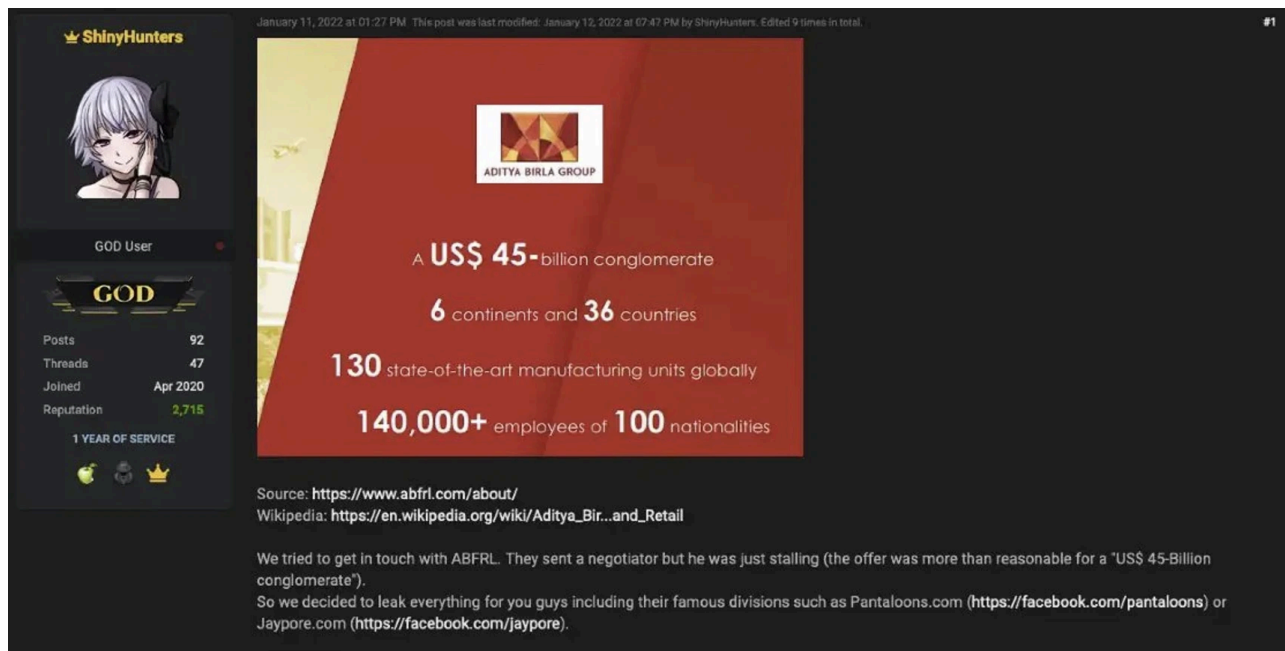 ShinyHunters
GOD User
GOD
Posts 92
Threads 47
Joined Apr 2020
Reputation 2,715
1 YEAR OF SERVICE
January 11, 2022 at 01:27 PM This post was last modified: January 12, 2022 at 07:47 PM by ShinyHunters. Edited 9 times in total.
#1
ADITYA BIRLA GROUP
A US$ 45-billion conglomerate
6 continents and 36 countries
130 state-of-the-art manufacturing units globally
140,000+ employees of 100 nationalities
Source: https://www.abfrl.com/about/
Wikipedia: https://en.wikipedia.org/wiki/Aditya_Bir...and_Retail
We tried to get in touch with ABFRL. They sent a negotiator but he was just stalling (the offer was more than reasonable for a "US$ 45-Billion
conglomerate").
So we decided to leak everything for you guys including their famous divisions such as Pantaloons.com (https://facebook.com/pantaloons) or
Jaypore.com (https://facebook.com/jaypore).